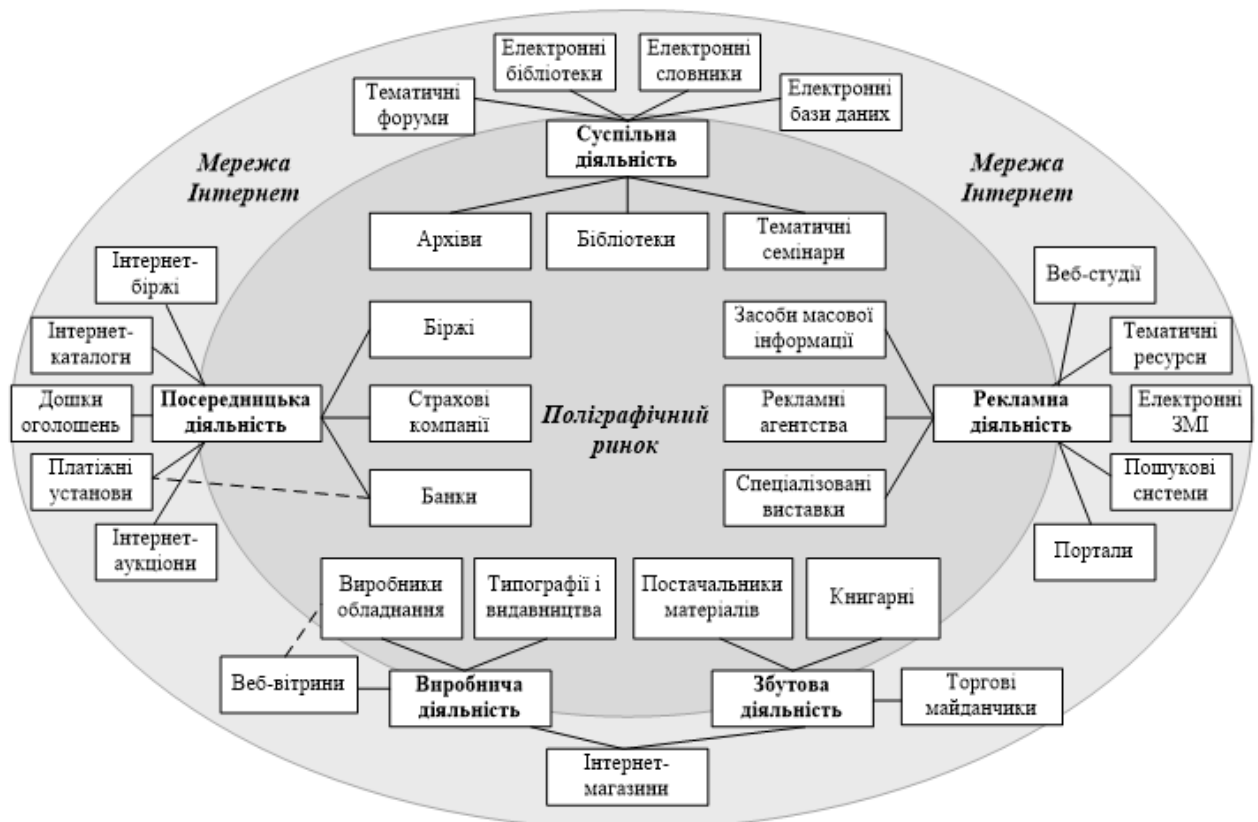 Електронні
бібліотеки
Електронні
словники
Тематичні
форуми
Електронні
бази даних
Суспільна
діяльність
Мережа
Інтернет
Мережа
Інтернет
Архіви
Бібліотеки
Тематичні
семінари
Інтернет-
біржі
Веб-студії
Біржі
Засоби масової
інформації
Інтернет-
каталоги
Тематичні
ресурси
Дошки
оголошень
Посередницька
діяльність
Страхові
компанії
Поліграфічний
ринок
Рекламні
агентства
Рекламна
діяльність
Електронні
ЗМІ
Платіжні
установи
Банки
Спеціалізовані
виставки
Пошукові
системи
Інтернет-
аукціони
Портали
Виробники
обладнання
Типографії і
видавництва
Постачальники
матеріалів
Книгарні
Веб-вітрини
Виробнича
діяльність
Збутова
діяльність
Торгові
майданчики
Інтернет-
магазини